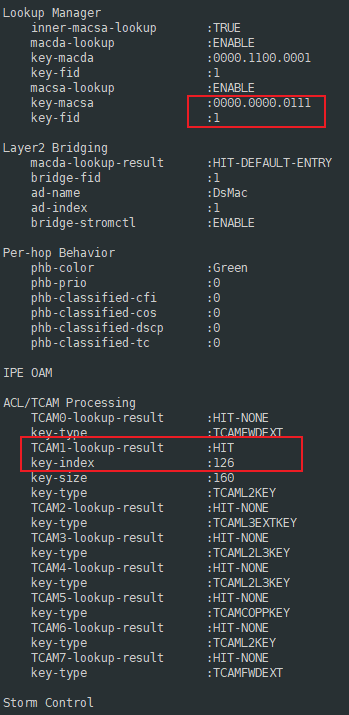 Lookup Manager
inner-macsa-lookup :TRUE
macda-lookup :ENABLE
key-macda :0000.1100.0001
key-fid :1
macsa-lookup :ENABLE
key-macsa :0000.0000.0111
key-fid :1
Layer2 Bridging
macda-lookup-result :HIT-DEFAULT-ENTRY
bridge-fid :1
ad-name :DsMac
ad-index :1
bridge-stromctl :ENABLE
Per-hop Behavior
phb-color :Green
phb-prio :0
phb-classified-cfi :0
phb-classified-cos :0
phb-classified-dscp :0
phb-classified-tc :0
IPE OAM
ACL/TCAM Processing
TCAM0-lookup-result :HIT-NONE
key-type :TCAMFWDEXT
TCAM1-lookup-result :HIT
key-index :126
key-size :160
key-type :TCAML2KEY
TCAM2-lookup-result :HIT-NONE
key-type :TCAML3EXTKEY
TCAM3-lookup-result :HIT-NONE
key-type :TCAML2L3KEY
TCAM4-lookup-result :HIT-NONE
key-type :TCAML2L3KEY
TCAM5-lookup-result :HIT-NONE
key-type :TCAMCOPPKEY
TCAM6-lookup-result :HIT-NONE
key-type :TCAML2KEY
TCAM7-lookup-result :HIT-NONE
key-type :TCAMFWDEXT
Storm Control